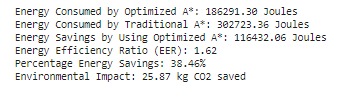 Energy Consumed by Optimized A*: 186291.30 Joules
Energy Consumed by Traditional A*: 302723.36 Joules
Energy Savings by Using Optimized A*: 116432.06 Joules
Energy Efficiency Ratio (EER): 1.62
Percentage Energy Savings: 38.46%
Environmental Impact: 25.87 kg CO2 saved